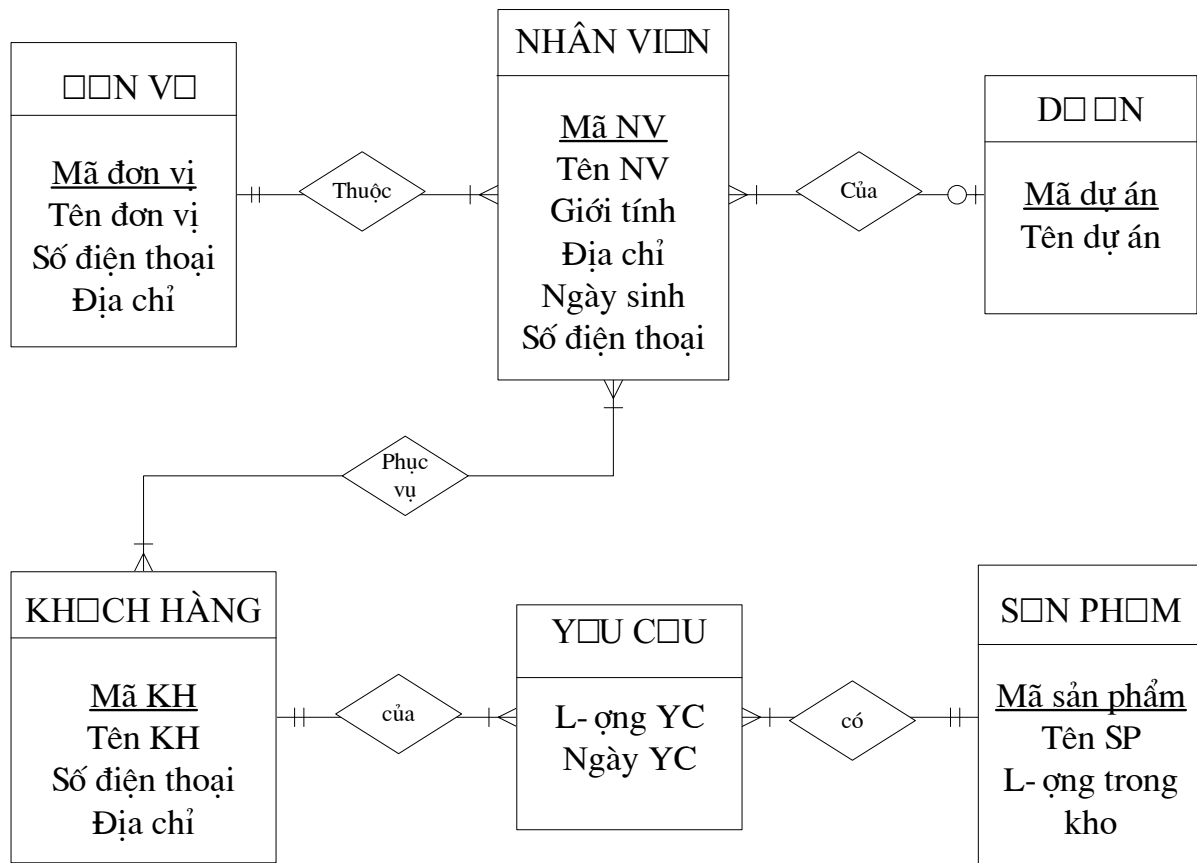 □□N V□
Mã đơn vị
Tên đơn vị
Số điện thoại
Địa chỉ
Thuộc
NHÂN VI□N
Mã NV
Tên NV
Giới tính
Địa chỉ
Ngày sinh
Số điện thoại
Của
D□ □N
Mã dự án
Tên dự án
Phục
vụ
KH□CH HÀNG
Mã KH
Tên KH
Số điện thoại
Địa chỉ
của
Y□U C□U
L- ợng YC
Ngày YC
có
S□N PH□M
Mã sản phẩm
Tên SP
L- ợng trong
kho